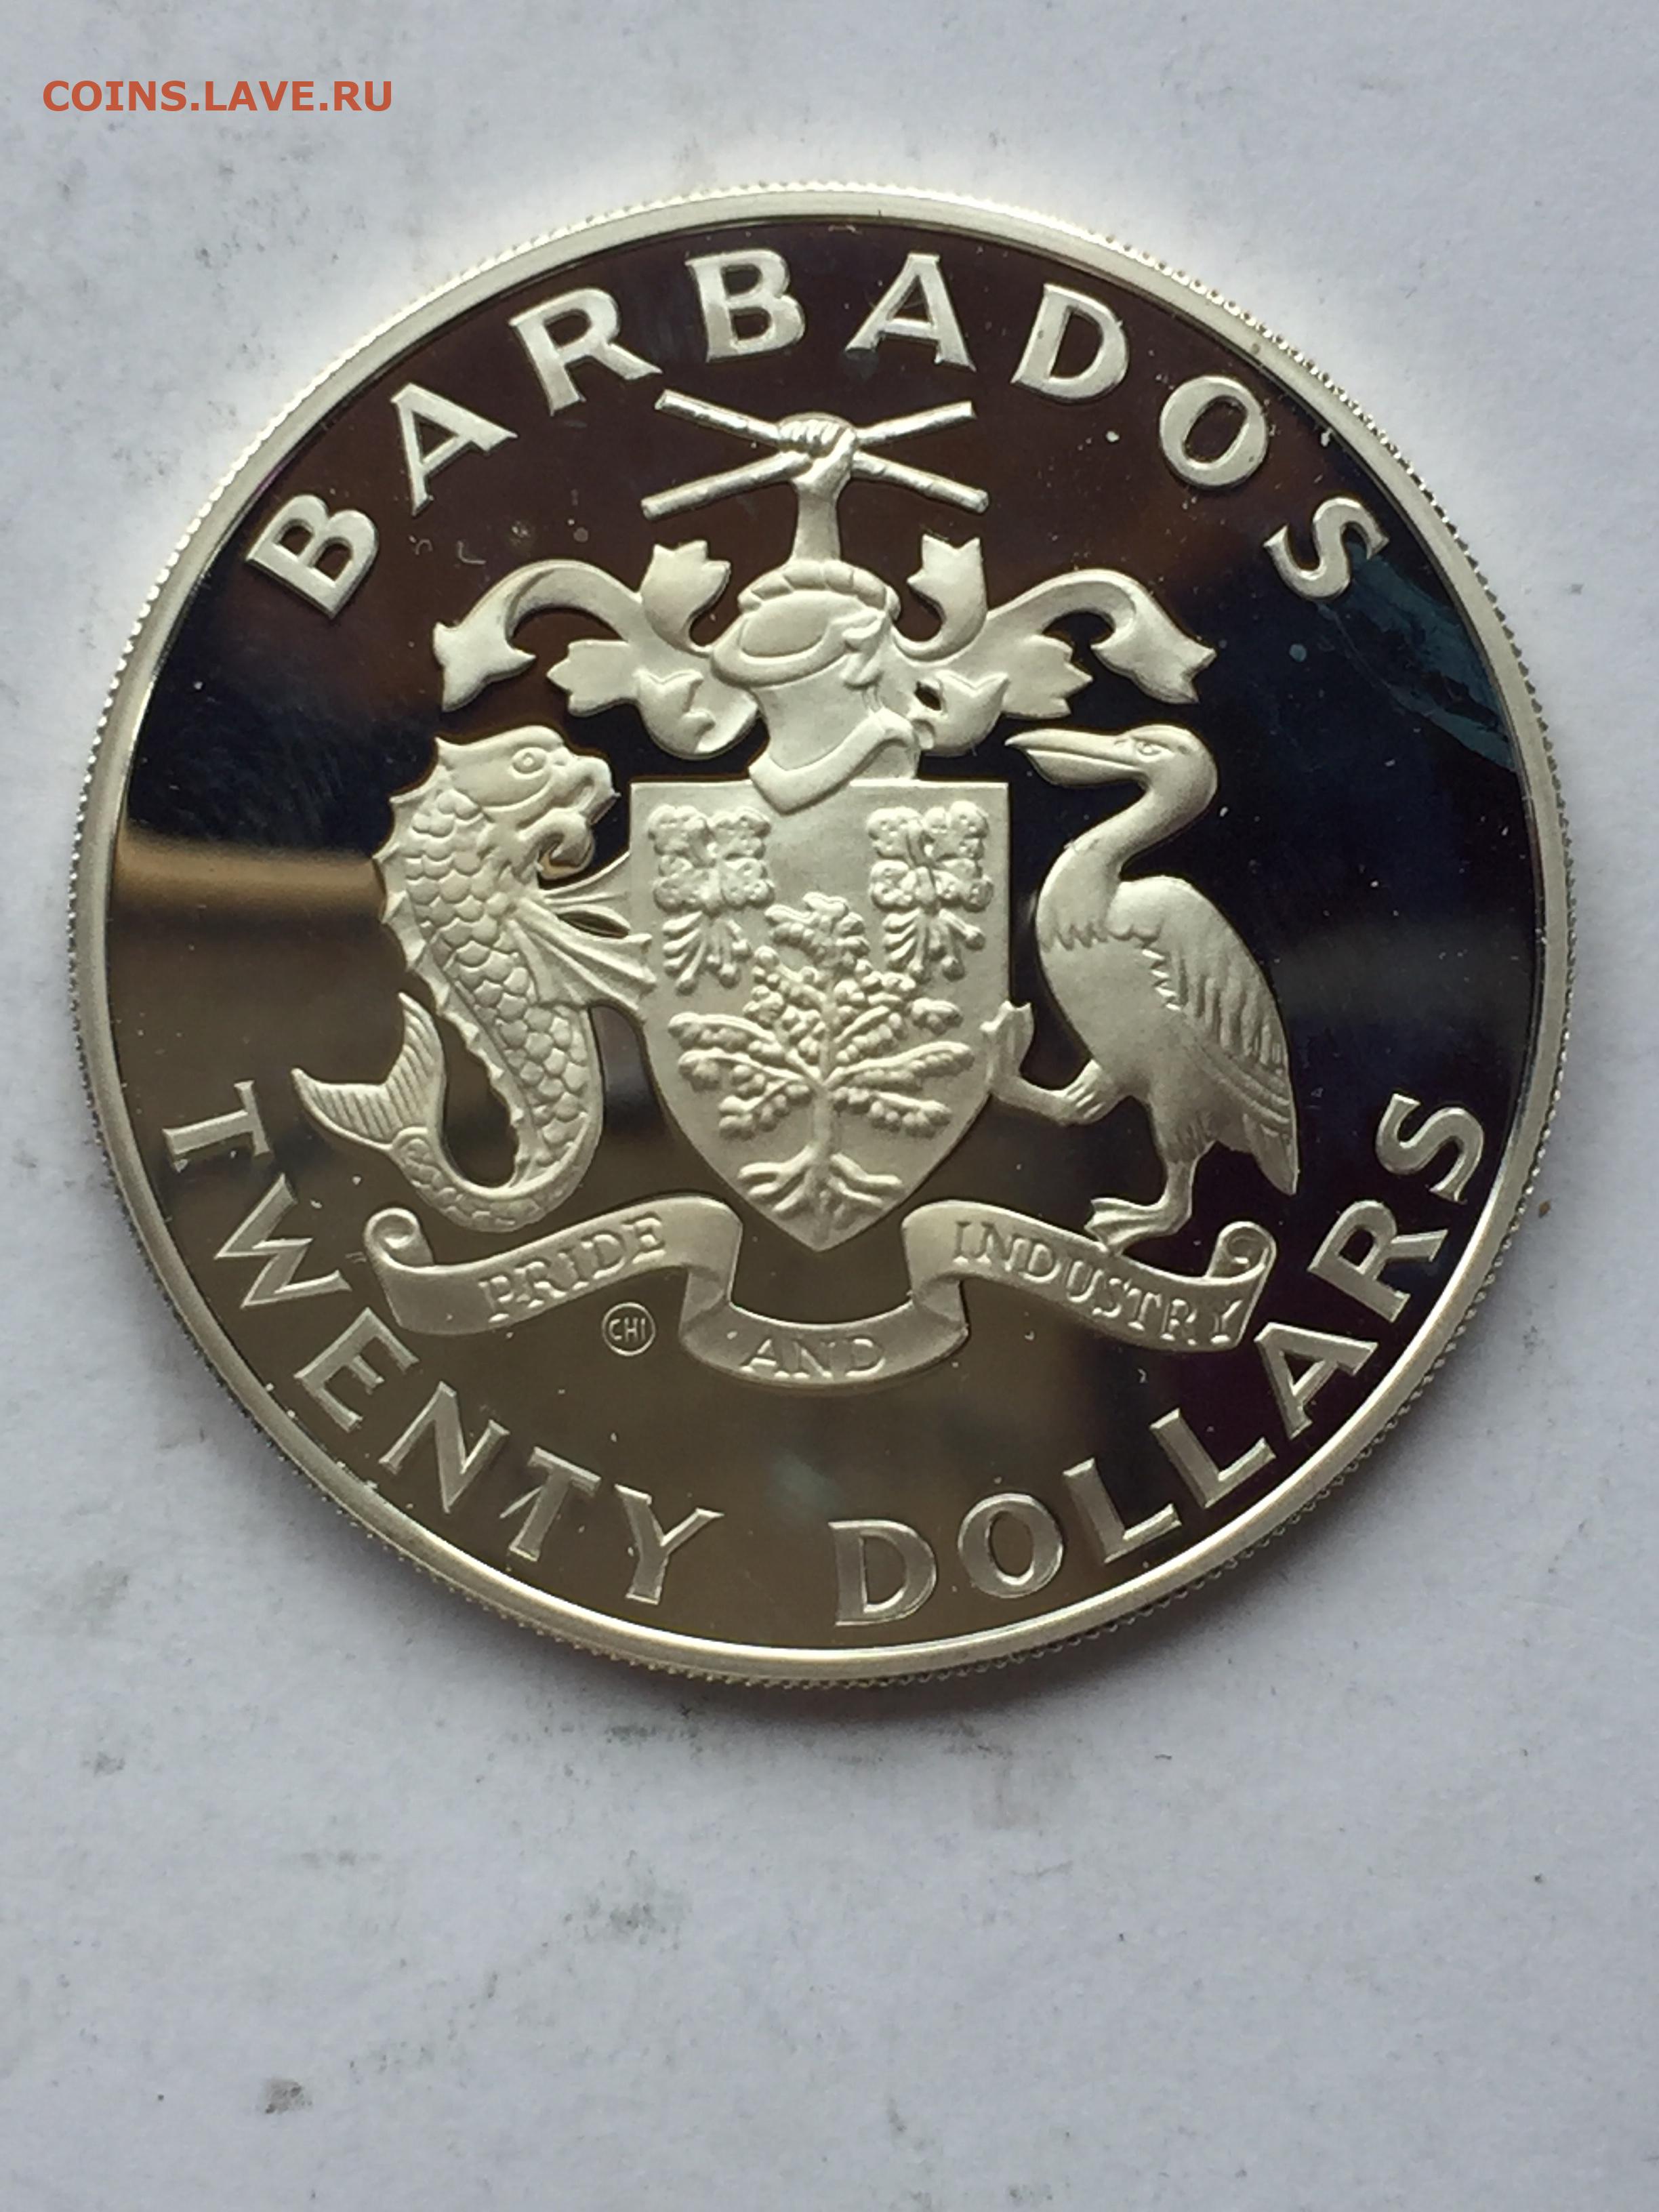 COINS.LAVE.RU
BARBADOS
PRIDE AND INDUSTRY
CHI
TWENTY DOLLARS